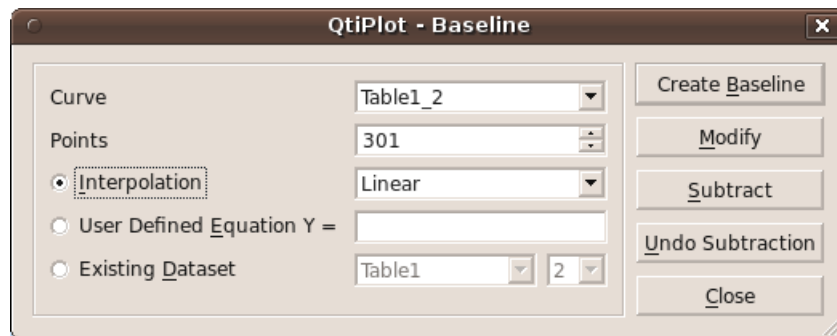 QtiPlot - Baseline
Curve
Table1_2
Points
301
Interpolation
Linear
User Defined Equation Y =
Existing Dataset
Table1
2
Create Baseline
Modify
Subtract
Undo Subtraction
Close